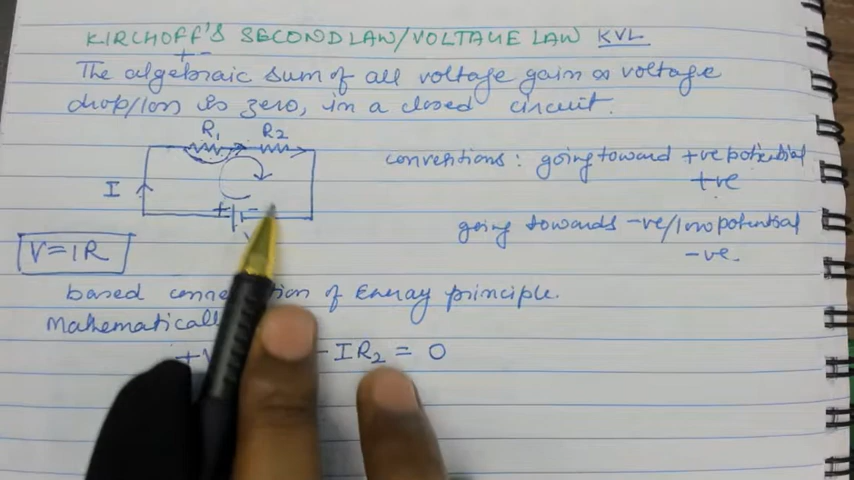 KIRCHOFF'S SECOND LAW/VOLTAGE LAW KVL
+ -
The algebraic sum of all voltage gain or voltage
drop/loss is zero, in a closed circuit.
R1 R2
conventions: going toward +ve potential
+ve
I
+ -
going towards -ve/low potential
-ve.
V=IR
based of Energy principle.
- IR2 = 0